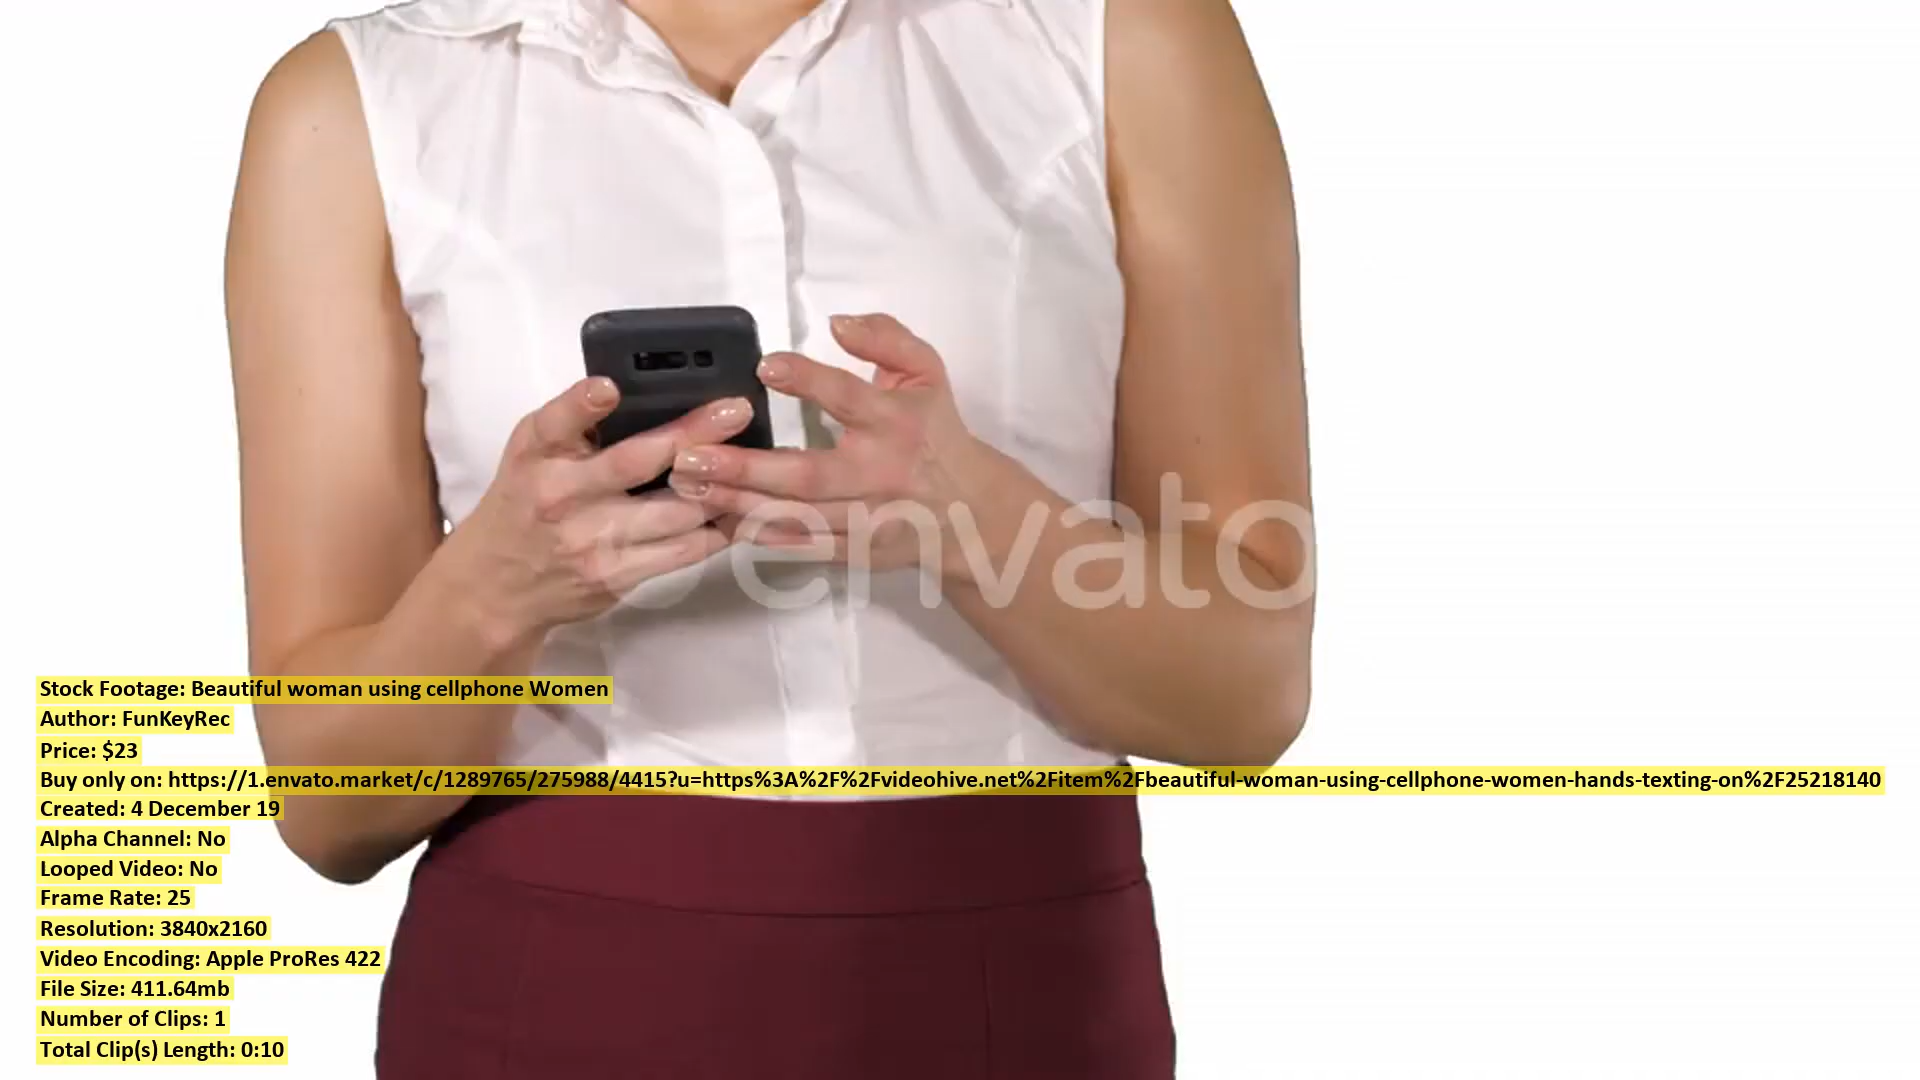 envato
Stock Footage: Beautiful woman using cellphone Women
Author: FunKeyRec
Price: $23
Buy only on: https://1.envato.market/c/1289765/275988/4415?u=https%3A%2F%2Fvideohive.net%2Fitem%2Fbeautiful-woman-using-cellphone-women-hands-texting-on%2F25218140
Created: 4 December 19
Alpha Channel: No
Looped Video: No
Frame Rate: 25
Resolution: 3840x2160
Video Encoding: Apple ProRes 422
File Size: 411.64mb
Number of Clips: 1
Total Clip(s) Length: 0:10